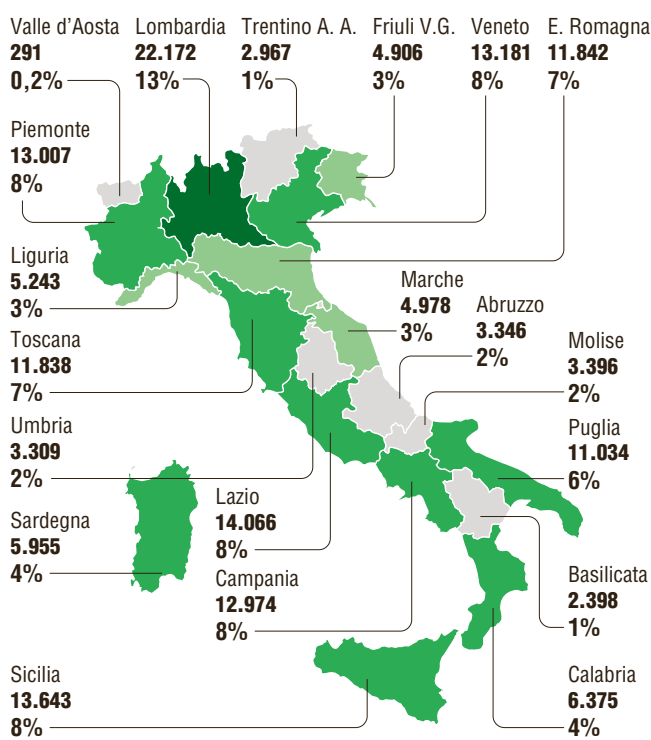 Valle d'Aosta
291
0,2%
Lombardia
22.172
13%
Trentino A. A.
2.967
1%
Friuli V.G.
4.906
3%
Veneto
13.181
8%
E. Romagna
11.842
7%
Piemonte
13.007
8%
Liguria
5.243
3%
Marche
4.978
3%
Abruzzo
3.346
2%
Toscana
11.838
7%
Molise
3.396
2%
Umbria
3.309
2%
Puglia
11.034
6%
Lazio
14.066
8%
Sardegna
5.955
4%
Campania
12.974
8%
Basilicata
2.398
1%
Sicilia
13.643
8%
Calabria
6.375
4%